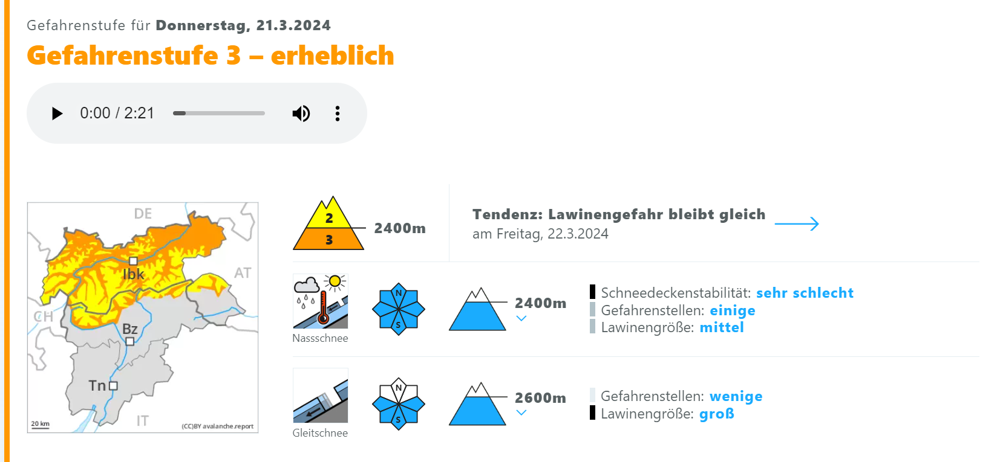 Gefahrenstufe für Donnerstag, 21.3.2024
Gefahrenstufe 3 – erheblich
0:00 / 2:21
DE
AT
CH
IT
Ibk
Bz
Tn
20 km
(CC)BY avalanche.report
2
3
2400m
Tendenz: Lawinengefahr bleibt gleich
am Freitag, 22.3.2024
Nassschnee
N
S
2400m
Schneedeckenstabilität: sehr schlecht
Gefahrenstellen: einige
Lawinengröße: mittel
Gleitschnee
N
S
2600m
Gefahrenstellen: wenige
Lawinengröße: groß